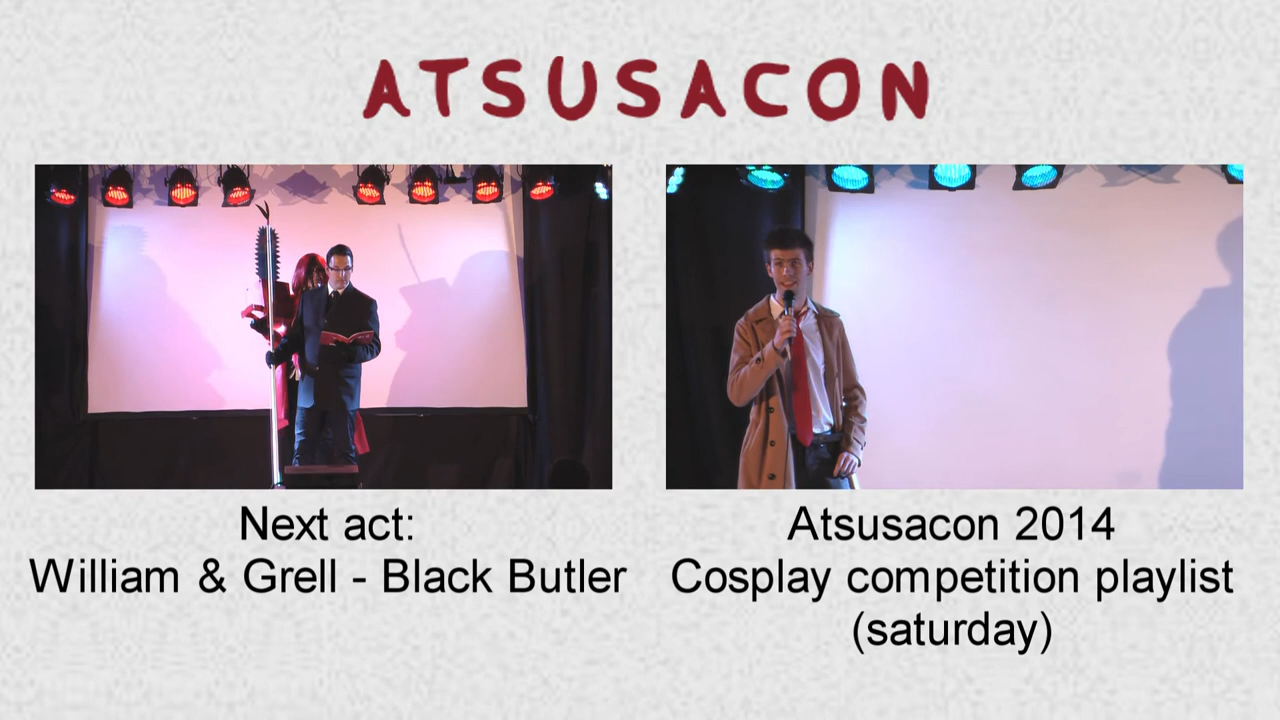 ATSUSACON
Next act:
William & Grell - Black Butler
Atsusacon 2014
Cosplay competition playlist
(saturday)